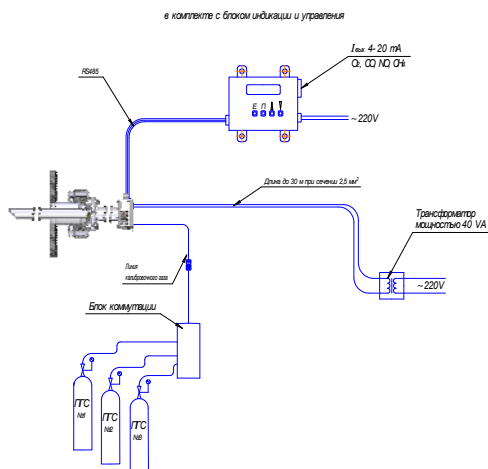 в комплекте с блоком индикации и управления
Iвых 4-20 mA
O₂, CO, NO, CH₄
RS485
Е П
~220V
Длина до 30 м при сечении 2,5 мм²
Трансформатор
мощностью 40 VA
~220V
Линия
калибровочного газа
Блок коммутации
ПГС
№1
ПГС
№2
ПГС
№3